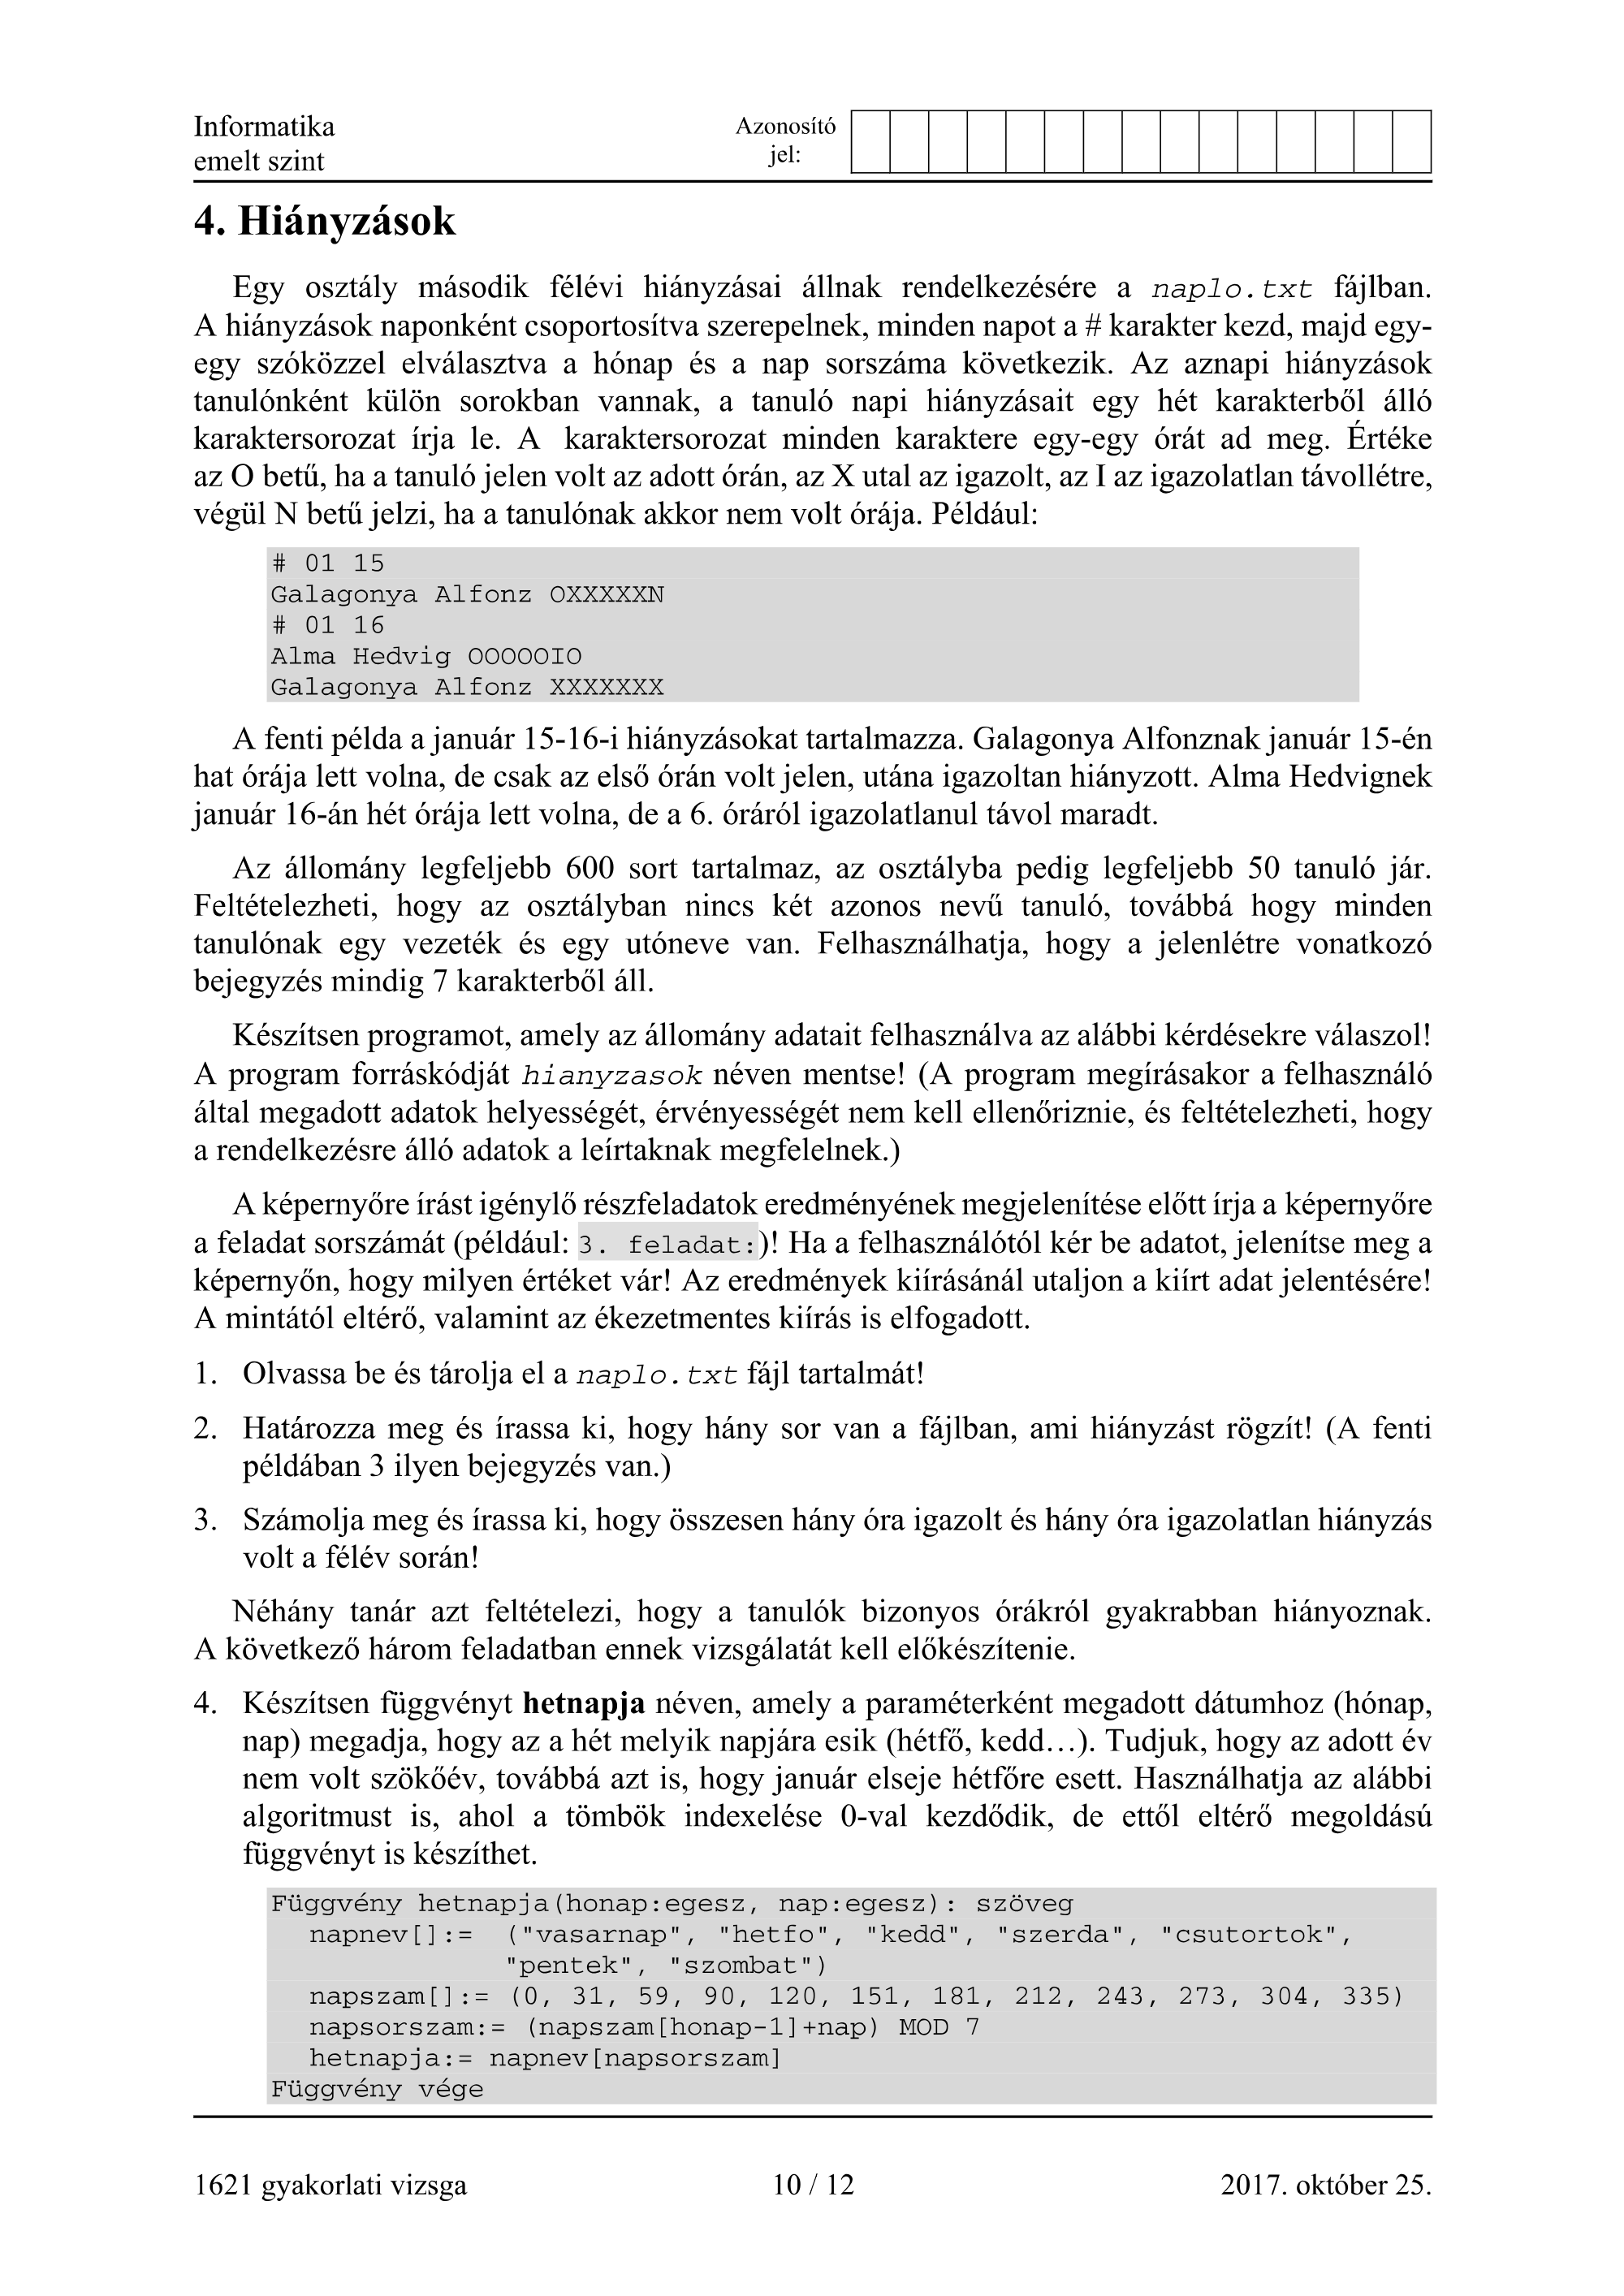 Informatika
emelt szint
Azonosító
jel:
4. Hiányzások
Egy osztály második félévi hiányzásai állnak rendelkezésére a naplo.txt fájlban.
A hiányzások naponként csoportosítva szerepelnek, minden napot a # karakter kezd, majd egy-
egy szóközzel elválasztva a hónap és a nap sorszáma következik. Az aznapi hiányzások
tanulónként külön sorokban vannak, a tanuló napi hiányzásait egy hét karakterből álló
karaktersorozat írja le. A karaktersorozat minden karaktere egy-egy órát ad meg. Értéke
az O betű, ha a tanuló jelen volt az adott órán, az X utal az igazolt, az I az igazolatlan távollétre,
végül N betű jelzi, ha a tanulónak akkor nem volt órája. Például:
# 01 15
Galagonya Alfonz OXXXXXN
# 01 16
Alma Hedvig OOOOOIO
Galagonya Alfonz XXXXXXX
A fenti példa a január 15-16-i hiányzásokat tartalmazza. Galagonya Alfonznak január 15-én
hat órája lett volna, de csak az első órán volt jelen, utána igazoltan hiányzott. Alma Hedvignek
január 16-án hét órája lett volna, de a 6. óráról igazolatlanul távol maradt.
Az állomány legfeljebb 600 sort tartalmaz, az osztályba pedig legfeljebb 50 tanuló jár.
Feltételezheti, hogy az osztályban nincs két azonos nevű tanuló, továbbá hogy minden
tanulónak egy vezeték és egy utóneve van. Felhasználhatja, hogy a jelenlétre vonatkozó
bejegyzés mindig 7 karakterből áll.
Készítsen programot, amely az állomány adatait felhasználva az alábbi kérdésekre válaszol!
A program forráskódját hianyzasok néven mentse! (A program megírásakor a felhasználó
által megadott adatok helyességét, érvényességét nem kell ellenőriznie, és feltételezheti, hogy
a rendelkezésre álló adatok a leírtaknak megfelelnek.)
A képernyőre írást igénylő részfeladatok eredményének megjelenítése előtt írja a képernyőre
a feladat sorszámát (például: 3. feladat:)! Ha a felhasználótól kér be adatot, jelenítse meg a
képernyőn, hogy milyen értéket vár! Az eredmények kiírásánál utaljon a kiírt adat jelentésére!
A mintától eltérő, valamint az ékezetmentes kiírás is elfogadott.
1. Olvassa be és tárolja el a naplo.txt fájl tartalmát!
2. Határozza meg és írassa ki, hogy hány sor van a fájlban, ami hiányzást rögzít! (A fenti
példában 3 ilyen bejegyzés van.)
3. Számolja meg és írassa ki, hogy összesen hány óra igazolt és hány óra igazolatlan hiányzás
volt a félév során!
Néhány tanár azt feltételezi, hogy a tanulók bizonyos órákról gyakrabban hiányoznak.
A következő három feladatban ennek vizsgálatát kell előkészítenie.
4. Készítsen függvényt hetnapja néven, amely a paraméterként megadott dátumhoz (hónap,
nap) megadja, hogy az a hét melyik napjára esik (hétfő, kedd…). Tudjuk, hogy az adott év
nem volt szökőév, továbbá azt is, hogy január elseje hétfőre esett. Használhatja az alábbi
algoritmust is, ahol a tömbök indexelése 0-val kezdődik, de ettől eltérő megoldású
függvényt is készíthet.
Függvény hetnapja(honap:egesz, nap:egesz): szöveg
napnev[]:= ("vasarnap", "hetfo", "kedd", "szerda", "csutortok",
"pentek", "szombat")
napszam[]:= (0, 31, 59, 90, 120, 151, 181, 212, 243, 273, 304, 335)
napsorszam:= (napszam[honap-1]+nap) MOD 7
hetnapja:= napnev[napsorszam]
Függvény vége
1621 gyakorlati vizsga
10 / 12
2017. október 25.